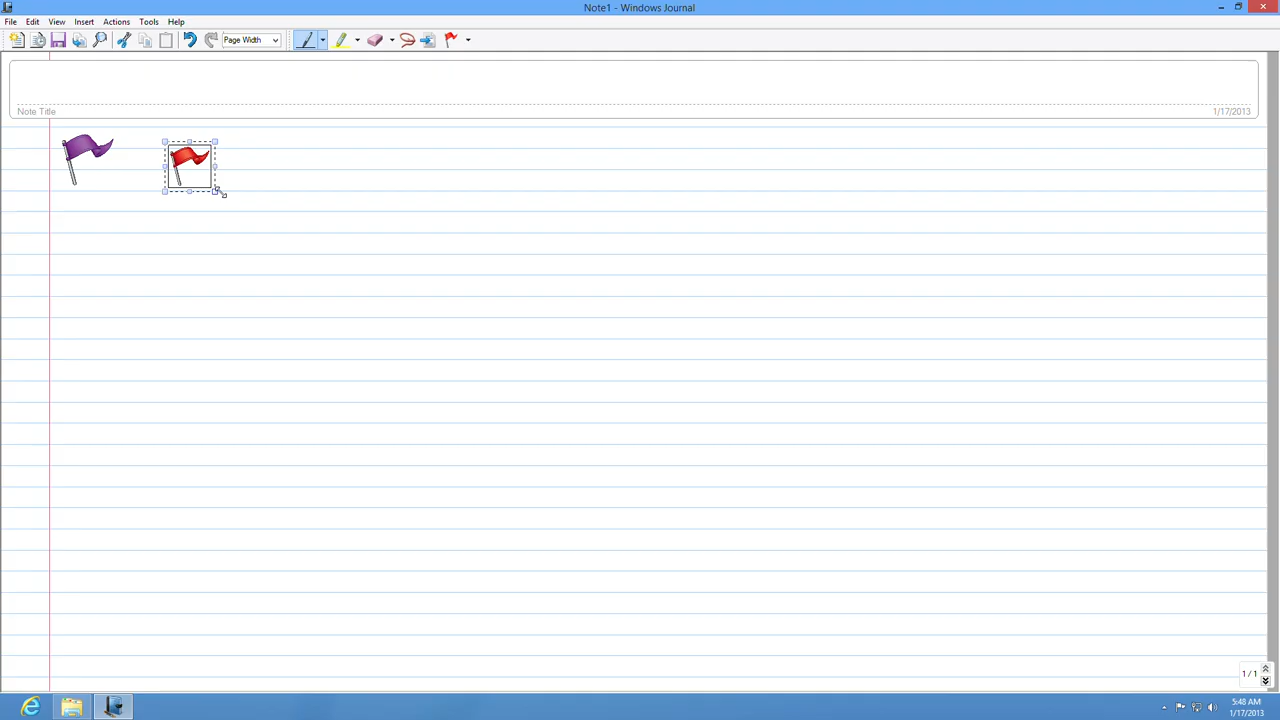 Note1 - Windows Journal
File Edit View Insert Actions Tools Help
Page Width
Note Title
1/17/2013
1 / 1
5:48 AM
1/17/2013